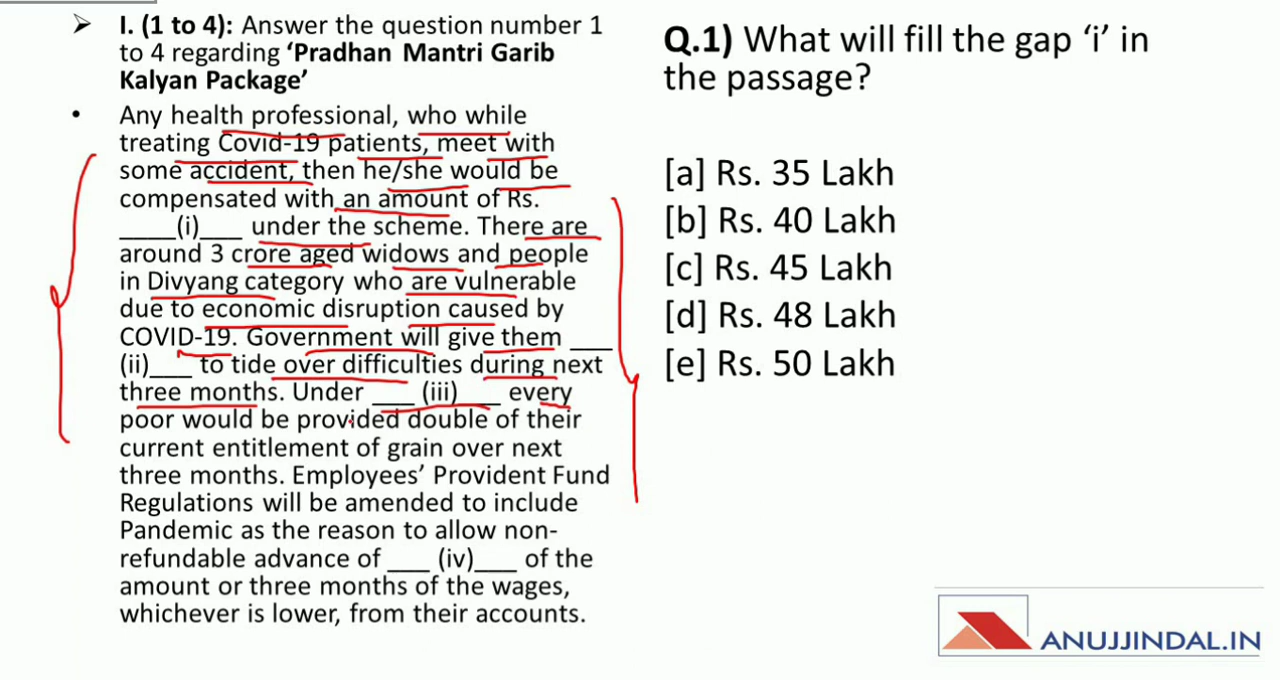 ➤ I. (1 to 4): Answer the question number 1
to 4 regarding ‘Pradhan Mantri Garib
Kalyan Package’
• Any health professional, who while
treating Covid-19 patients, meet with
some accident, then he/she would be
compensated with an amount of Rs.
____(i)___ under the scheme. There are
around 3 crore aged widows and people
in Divyang category who are vulnerable
due to economic disruption caused by
COVID-19. Government will give them ___
(ii)___ to tide over difficulties during next
three months. Under ___ (iii)___ every
poor would be provided double of their
current entitlement of grain over next
three months. Employees’ Provident Fund
Regulations will be amended to include
Pandemic as the reason to allow non-
refundable advance of ___ (iv)___ of the
amount or three months of the wages,
whichever is lower, from their accounts.
Q.1) What will fill the gap ‘i’ in
the passage?
[a] Rs. 35 Lakh
[b] Rs. 40 Lakh
[c] Rs. 45 Lakh
[d] Rs. 48 Lakh
[e] Rs. 50 Lakh
ANUJJINDAL.IN